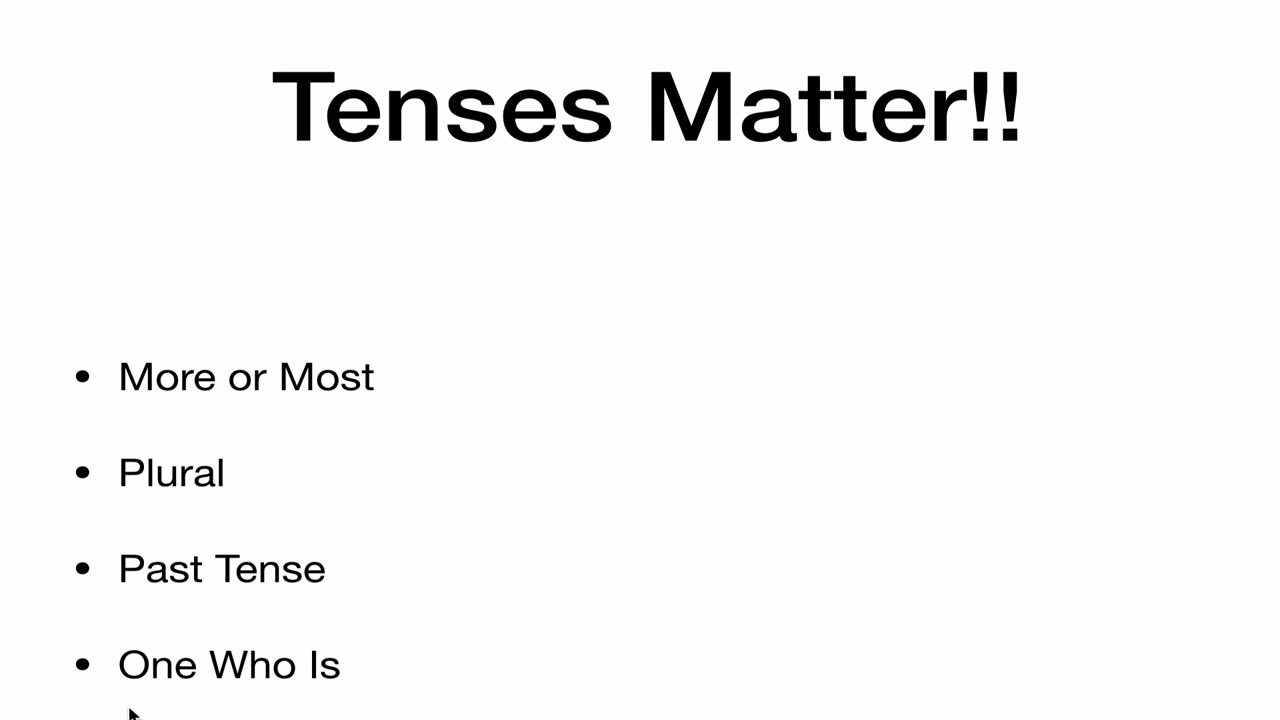 Tenses Matter!!
• More or Most
• Plural
• Past Tense
• One Who Is